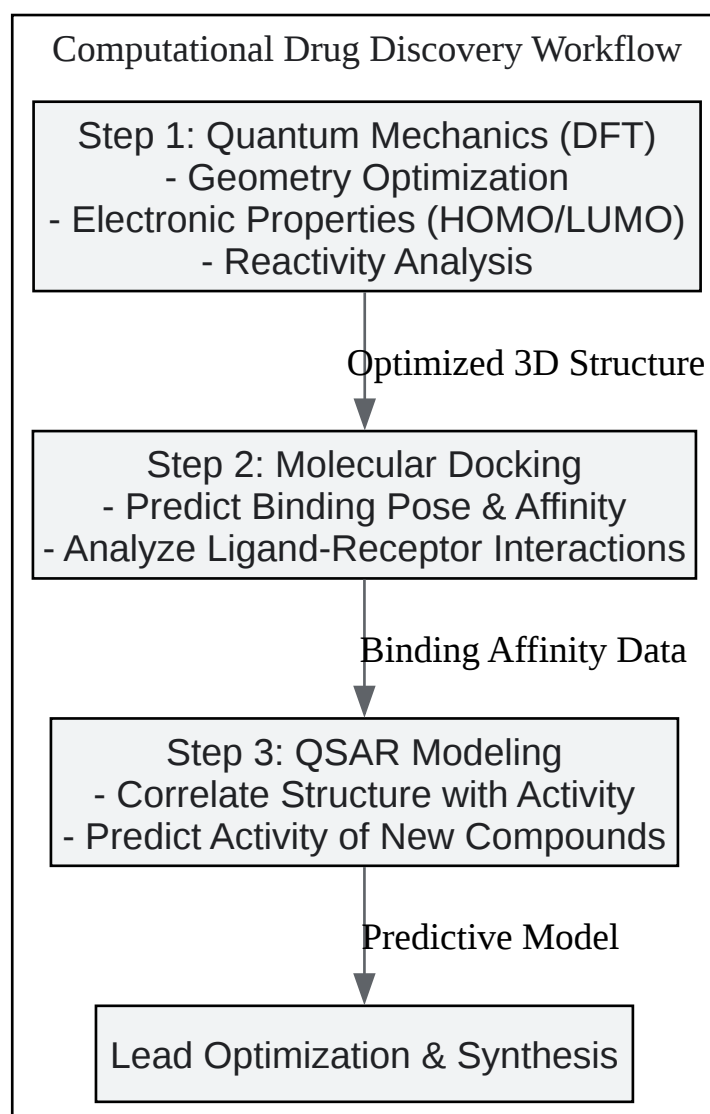 Computational Drug Discovery Workflow
Step 1: Quantum Mechanics (DFT)
- Geometry Optimization
- Electronic Properties (HOMO/LUMO)
- Reactivity Analysis
Optimized 3D Structure
Step 2: Molecular Docking
- Predict Binding Pose & Affinity
- Analyze Ligand-Receptor Interactions
Binding Affinity Data
Step 3: QSAR Modeling
- Correlate Structure with Activity
- Predict Activity of New Compounds
Predictive Model
Lead Optimization & Synthesis